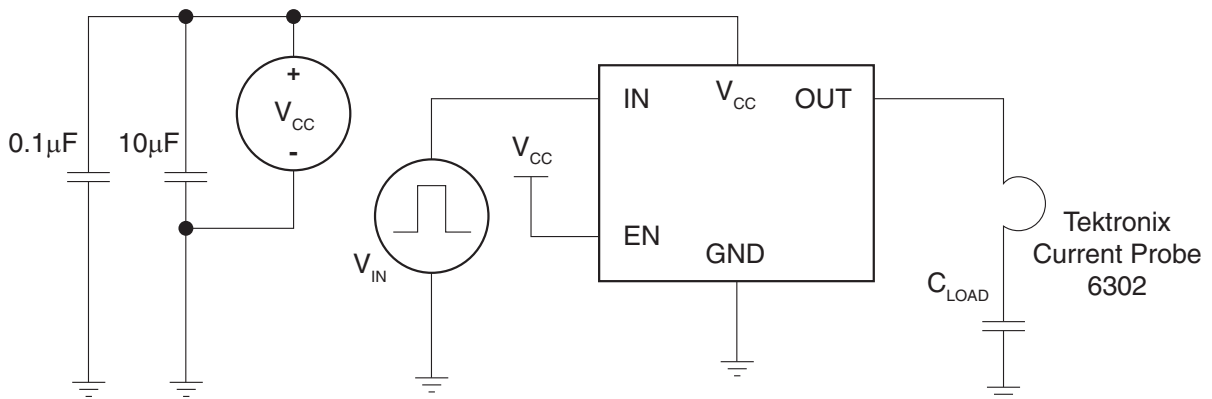 0.1μF
10μF
+
V_CC
-
V_IN
V_CC
IN
V_CC
OUT
EN
GND
C_LOAD
Tektronix
Current Probe
6302